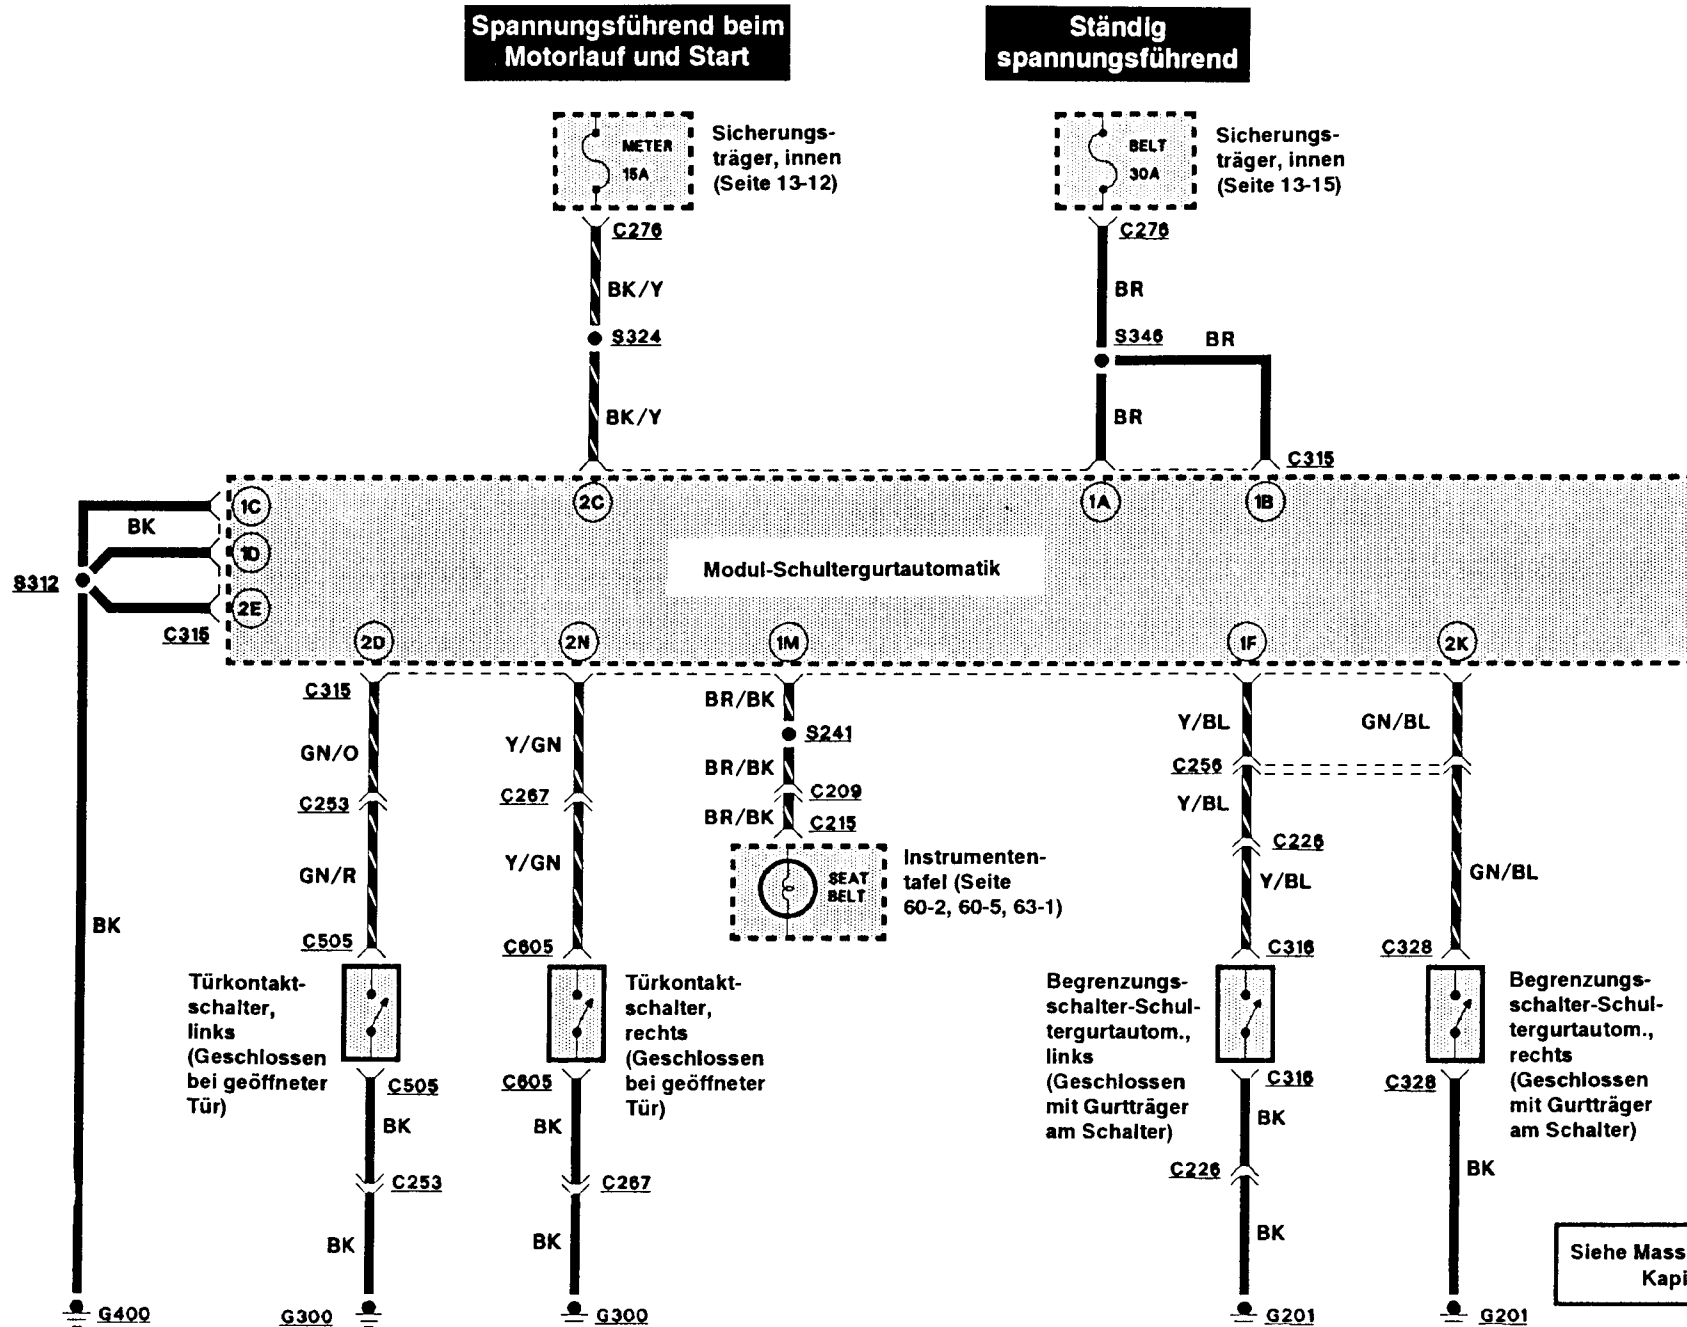 Spannungsführend beim
Motorlauf und Start
Ständig
spannungsführend
METER
15A
Sicherungs-
träger, innen
(Seite 13-12)
BELT
30A
Sicherungs-
träger, innen
(Seite 13-15)
C276
C276
BK/Y
BR
S324
S346
BR
BK/Y
BR
C315
1C
2C
1A
1B
BK
1D
Modul-Schultergurtautomatik
S312
2E
C315
2D
2N
1M
1F
2K
C315
BR/BK
Y/BL
GN/BL
GN/O
Y/GN
S241
BR/BK
C256
C253
C267
C209
Y/BL
BR/BK
C215
C226
GN/R
Y/GN
SEAT
BELT
Instrumenten-
tafel (Seite
60-2, 60-5, 63-1)
Y/BL
GN/BL
BK
C505
C605
C316
C328
Türkontakt-
schalter,
links
(Geschlossen
bei geöffneter
Tür)
Türkontakt-
schalter,
rechts
(Geschlossen
bei geöffneter
Tür)
Begrenzungs-
schalter-Schul-
tergurtautom.,
links
(Geschlossen
mit Gurtträger
am Schalter)
Begrenzungs-
schalter-Schul-
tergurtautom.,
rechts
(Geschlossen
mit Gurtträger
am Schalter)
C505
C605
C316
C328
BK
BK
BK
BK
C253
C267
C226
BK
BK
BK
Siehe Mass
Kapi
G400
G300
G300
G201
G201